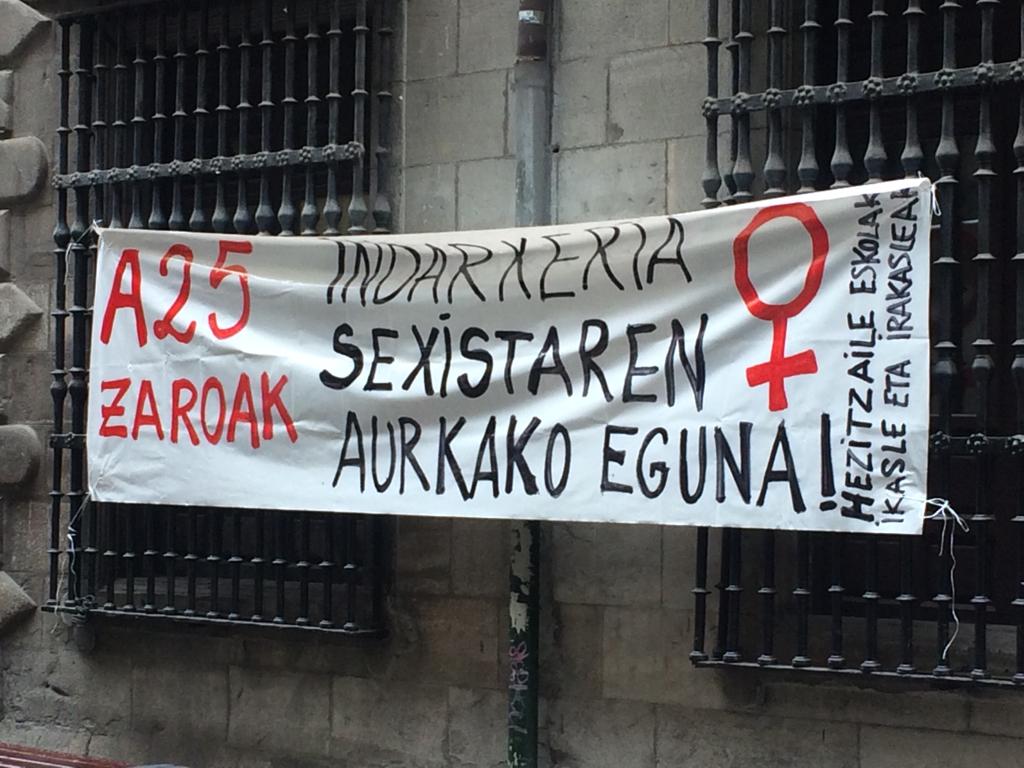 A25
ZAROAK
INDARKERIA
SEXISTAREN
AURKAKO EGUNA!
HEZITZAILE ESKOLAK
IKASLE ETA IRAKASLEAK